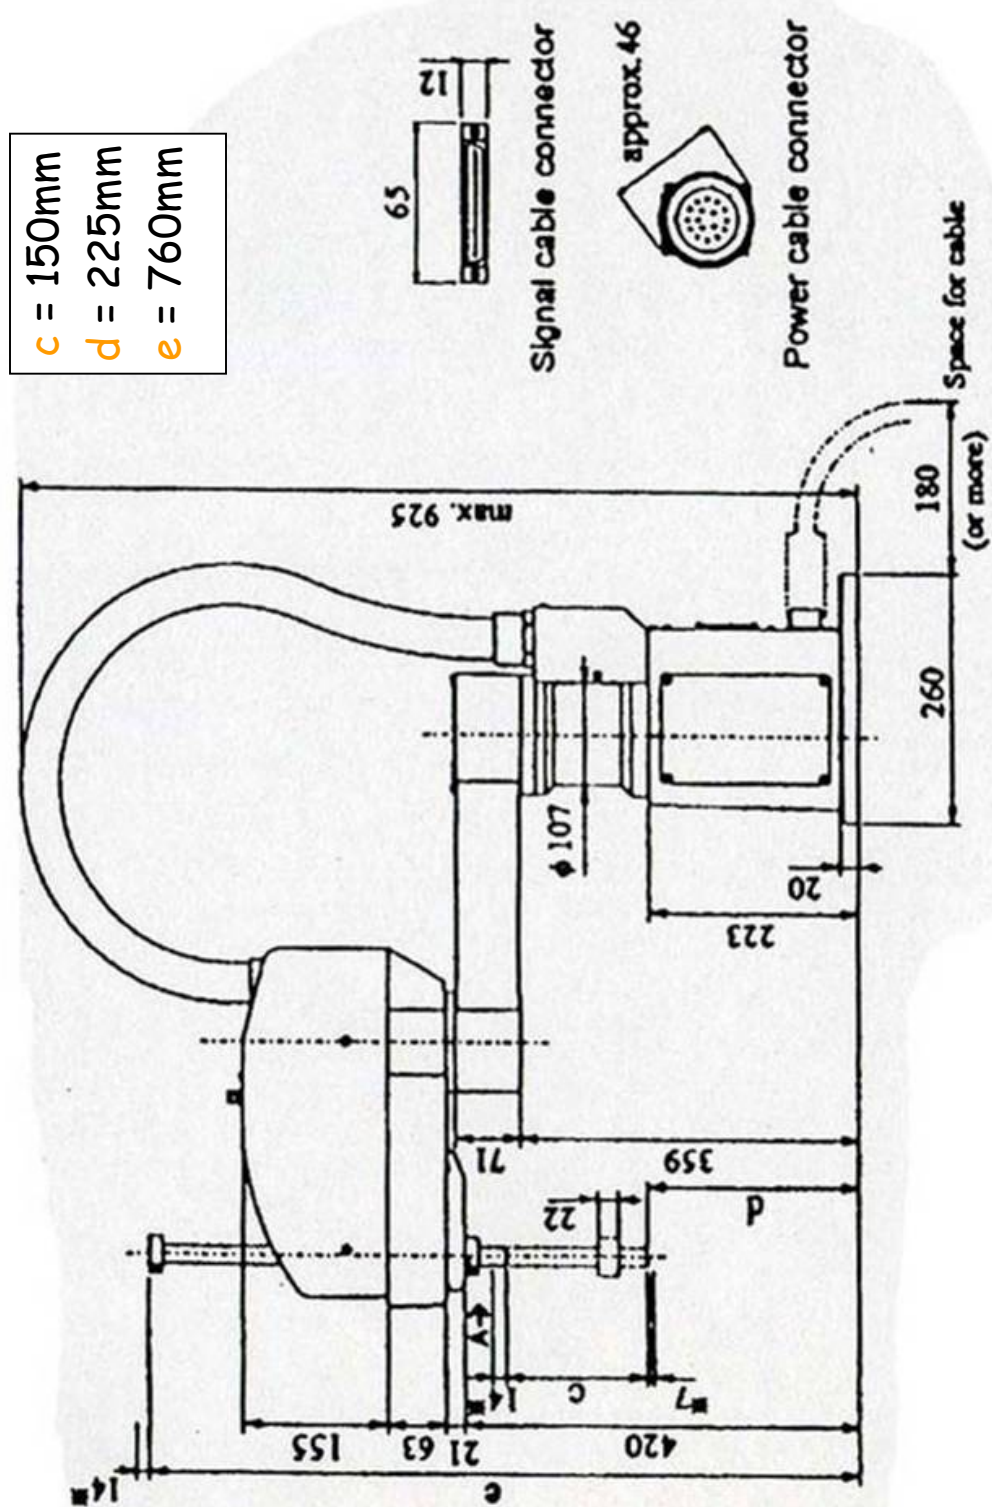 c = 150mm
d = 225mm
e = 760mm
63
12
Signal cable connector
approx. 46
Power cable connector
Space for cable
180
(or more)
260
max. 925
ϕ107
20
223
71
359
22
d
A
14
c
7
155
63
21
420
14
e